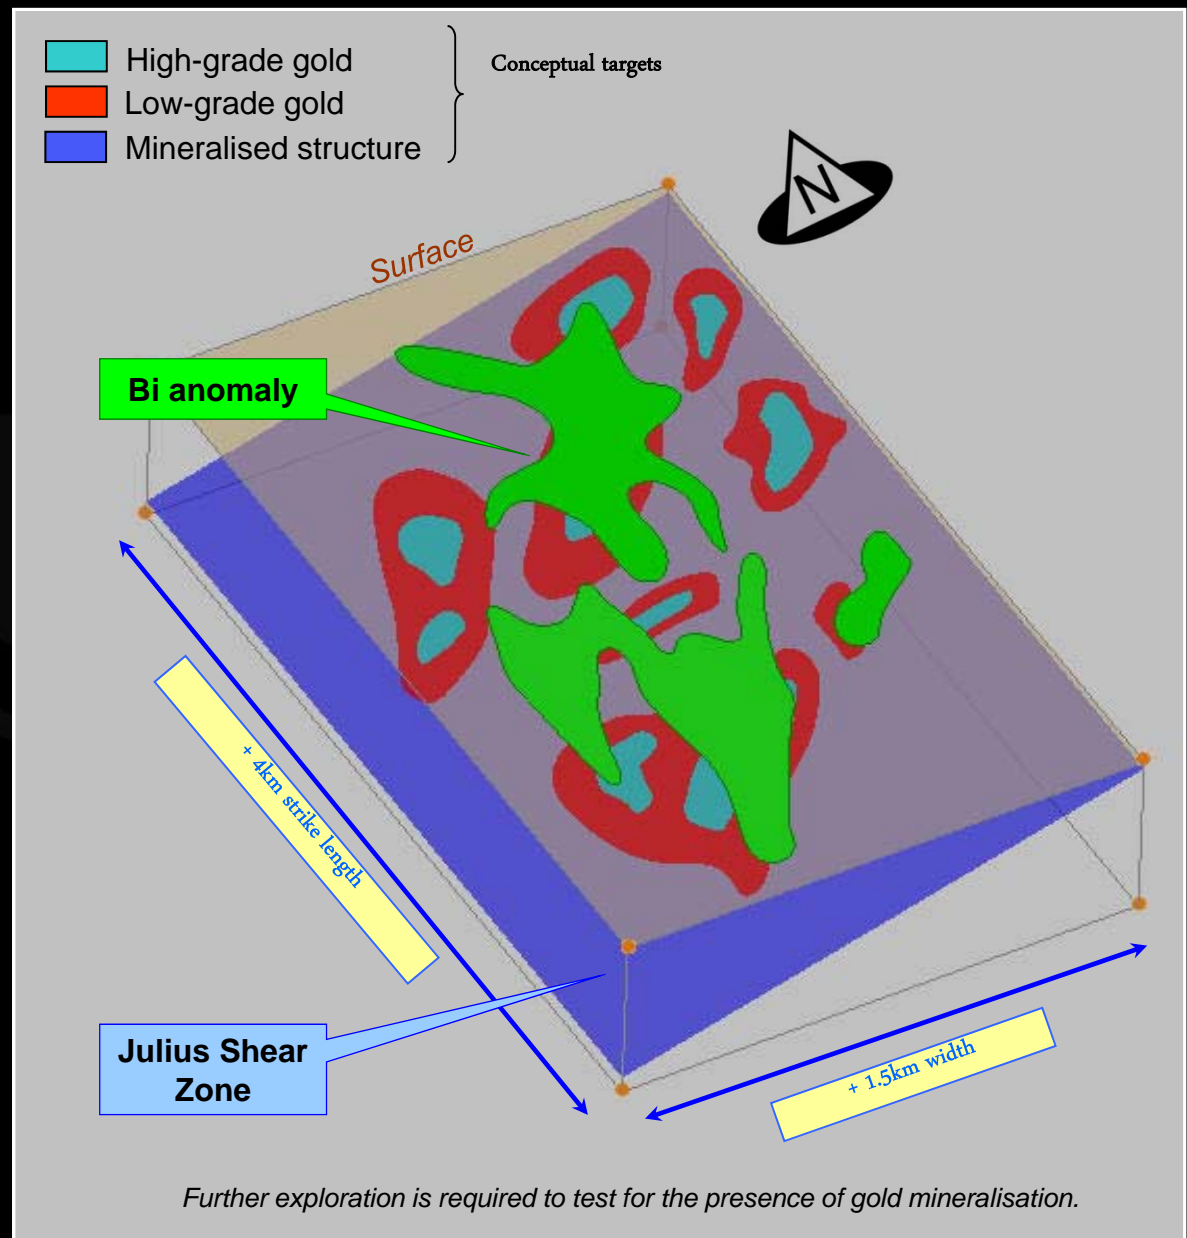 High-grade gold
Low-grade gold
Mineralised structure
Conceptual targets
N
Surface
Bi anomaly
+ 4km strike length
Julius Shear
Zone
+ 1.5km width
Further exploration is required to test for the presence of gold mineralisation.